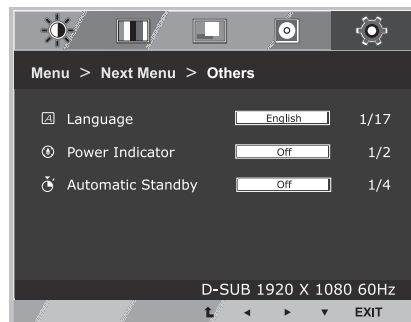 Menu > Next Menu > Others
Language English 1/17
Power Indicator Off 1/2
Automatic Standby Off 1/4
D-SUB 1920 X 1080 60Hz
EXIT